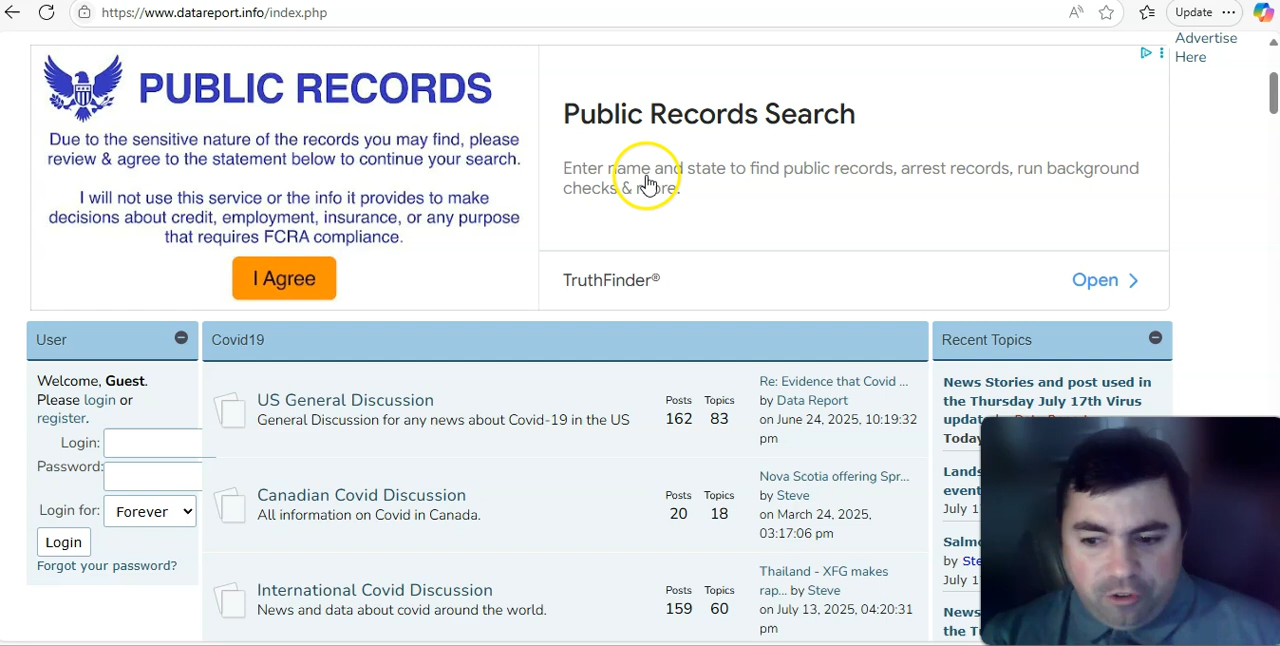 https://www.datareport.info/index.php
Update
Advertise
Here
PUBLIC RECORDS
Due to the sensitive nature of the records you may find, please
review & agree to the statement below to continue your search.
I will not use this service or the info it provides to make
decisions about credit, employment, insurance, or any purpose
that requires FCRA compliance.
I Agree
Public Records Search
Enter name and state to find public records, arrest records, run background
checks & more.
TruthFinder®
Open
User
Welcome, Guest.
Please login or
register.
Login:
Password:
Login for: Forever
Login
Forgot your password?
Covid19
US General Discussion
General Discussion for any news about Covid-19 in the US
Posts Topics
162 83
Re: Evidence that Covid ...
by Data Report
on June 24, 2025, 10:19:32
pm
Canadian Covid Discussion
All information on Covid in Canada.
Posts Topics
20 18
Nova Scotia offering Spr...
by Steve
on March 24, 2025,
03:17:06 pm
International Covid Discussion
News and data about covid around the world.
Posts Topics
159 60
Thailand - XFG makes
rap... by Steve
on July 13, 2025, 04:20:31
pm
Recent Topics
News Stories and post used in
the Thursday July 17th Virus
Today
Lands
event
July 1
Salmo
by Ste
July 1
News
the Tu